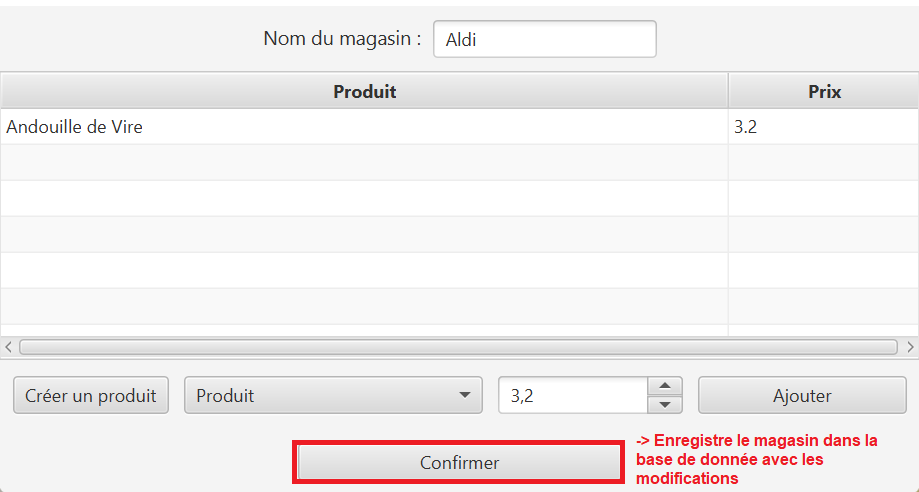 Nom du magasin : Aldi
Produit Prix
Andouille de Vire 3.2
Créer un produit Produit 3,2 Ajouter
Confirmer
-> Enregistre le magasin dans la
base de donnée avec les
modifications